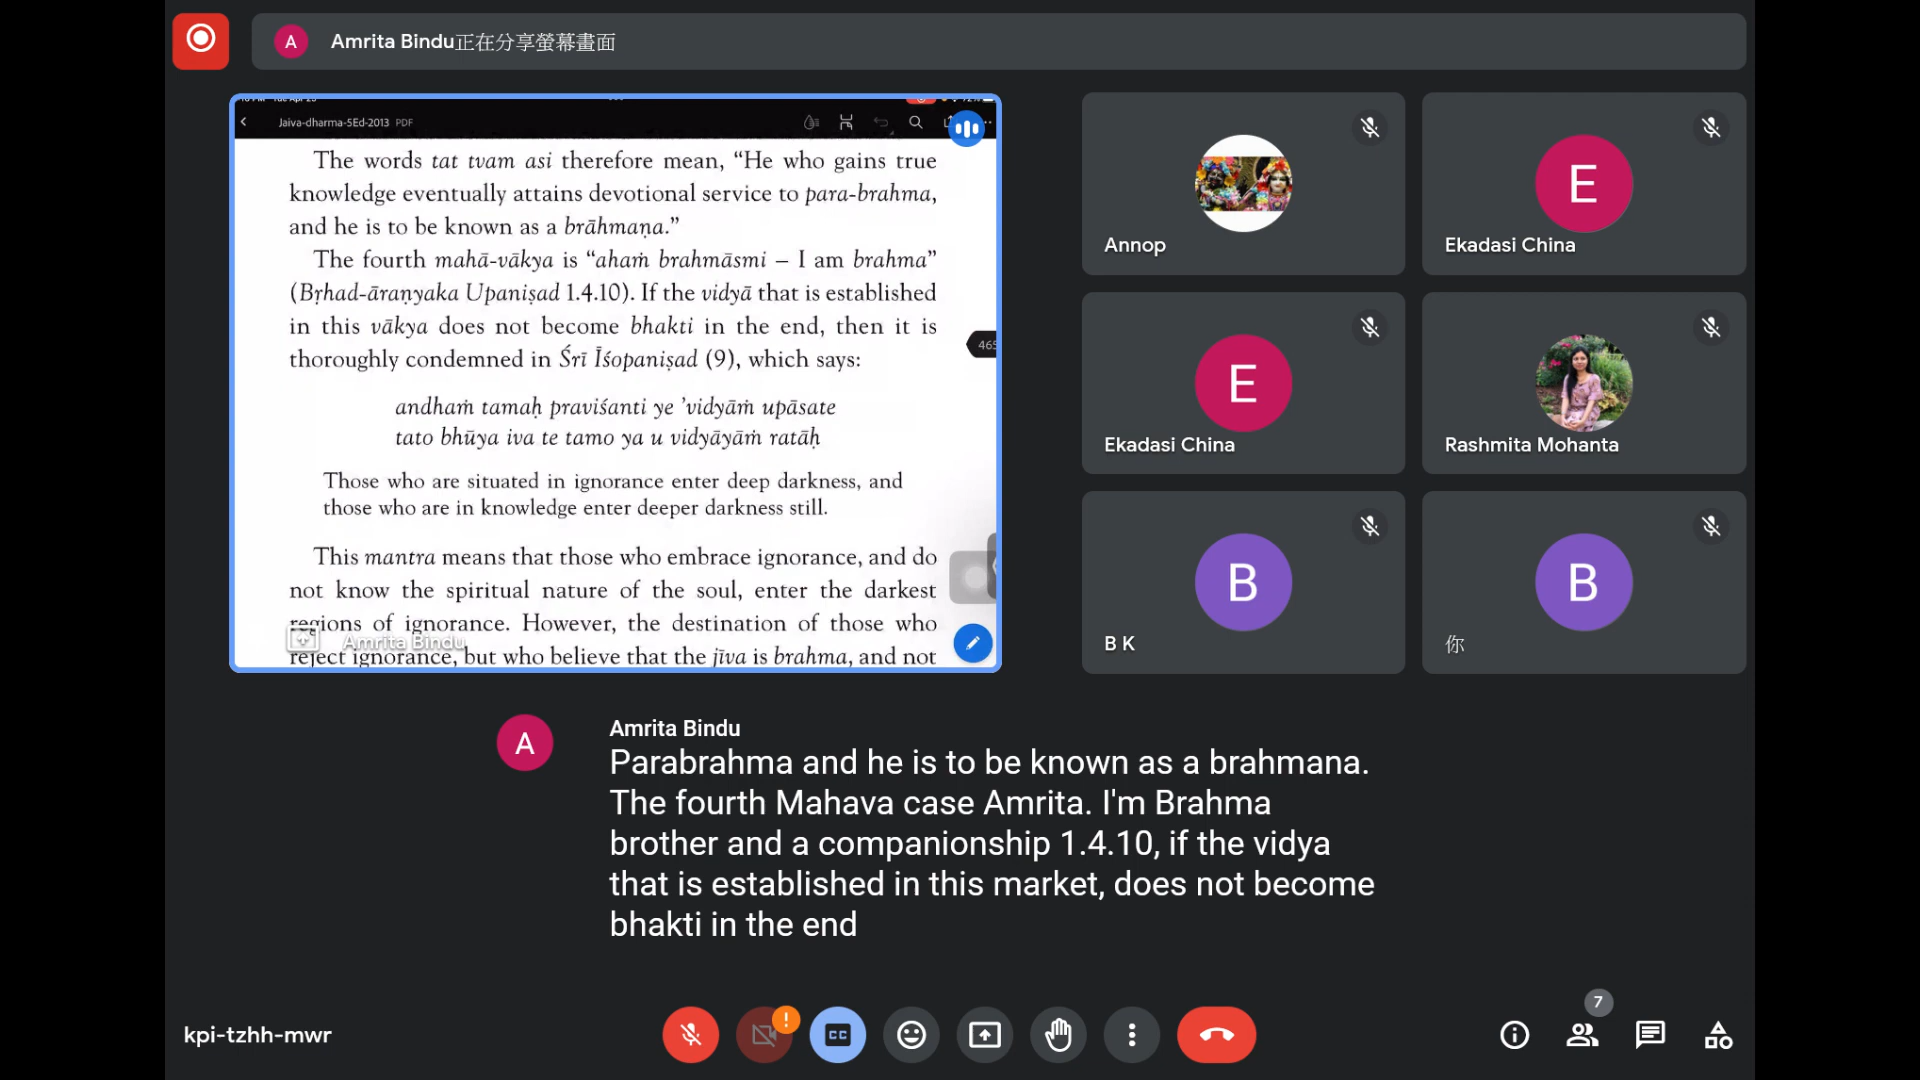 A
Amrita Bindu正在分享螢幕畫面
Jaiva-dharma-5Ed-2013 PDF
The words tat tvam asi therefore mean, “He who gains true
knowledge eventually attains devotional service to para-brahma,
and he is to be known as a brāhmaṇa.”
The fourth mahā-vākya is “ahaṁ brahmāsmi – I am brahma”
(Bṛhad-āraṇyaka Upaniṣad 1.4.10). If the vidyā that is established
in this vākya does not become bhakti in the end, then it is
thoroughly condemned in Śrī Īśopaniṣad (9), which says:
465
andhaṁ tamaḥ praviśanti ye ’vidyāṁ upāsate
tato bhūya iva te tamo ya u vidyāyāṁ ratāḥ
Those who are situated in ignorance enter deep darkness, and
those who are in knowledge enter deeper darkness still.
This mantra means that those who embrace ignorance, and do
not know the spiritual nature of the soul, enter the darkest
regions of ignorance. However, the destination of those who
reject ignorance, but who believe that the jīva is brahma, and not
Amrita Bindu
Annop
E
Ekadasi China
E
Ekadasi China
Rashmita Mohanta
B
B K
B
你
A
Amrita Bindu
Parabrahma and he is to be known as a brahmana.
The fourth Mahava case Amrita. I'm Brahma
brother and a companionship 1.4.10, if the vidya
that is established in this market, does not become
bhakti in the end
kpi-tzhh-mwr
!
CC
7